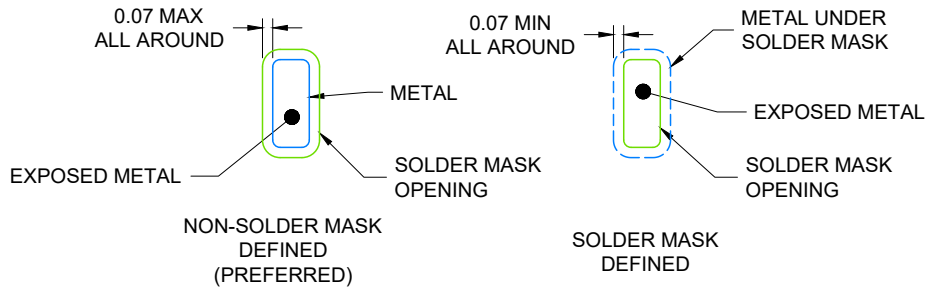 0.07 MAX
ALL AROUND
METAL
EXPOSED METAL
SOLDER MASK
OPENING
NON-SOLDER MASK
DEFINED
(PREFERRED)
0.07 MIN
ALL AROUND
METAL UNDER
SOLDER MASK
EXPOSED METAL
SOLDER MASK
OPENING
SOLDER MASK
DEFINED